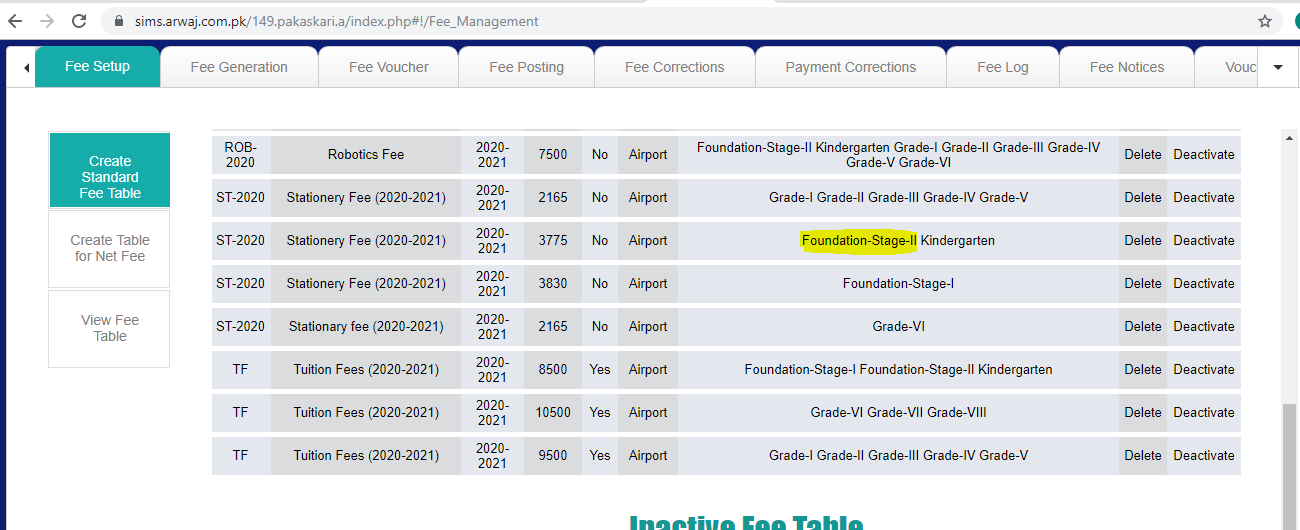 sims.arwaj.com.pk/149.pakaskari.a/index.php#!/Fee_Management
Fee Setup Fee Generation Fee Voucher Fee Posting Fee Corrections Payment Corrections Fee Log Fee Notices Vouc
Create
Standard
Fee Table
Create Table
for Net Fee
View Fee
Table
ROB-
2020
Robotics Fee
2020-
2021
7500 No Airport
Foundation-Stage-II Kindergarten Grade-I Grade-II Grade-III Grade-IV
Grade-V Grade-VI
Delete Deactivate
ST-2020 Stationery Fee (2020-2021)
2020-
2021
2165 No Airport Grade-I Grade-II Grade-III Grade-IV Grade-V Delete Deactivate
ST-2020 Stationery Fee (2020-2021)
2020-
2021
3775 No Airport Foundation-Stage-II Kindergarten Delete Deactivate
ST-2020 Stationery Fee (2020-2021)
2020-
2021
3830 No Airport Foundation-Stage-I Delete Deactivate
ST-2020 Stationary fee (2020-2021)
2020-
2021
2165 No Airport Grade-VI Delete Deactivate
TF Tuition Fees (2020-2021)
2020-
2021
8500 Yes Airport Foundation-Stage-I Foundation-Stage-II Kindergarten Delete Deactivate
TF Tuition Fees (2020-2021)
2020-
2021
10500 Yes Airport Grade-VI Grade-VII Grade-VIII Delete Deactivate
TF Tuition Fees (2020-2021)
2020-
2021
9500 Yes Airport Grade-I Grade-II Grade-III Grade-IV Grade-V Delete Deactivate
Inactive Fee Table